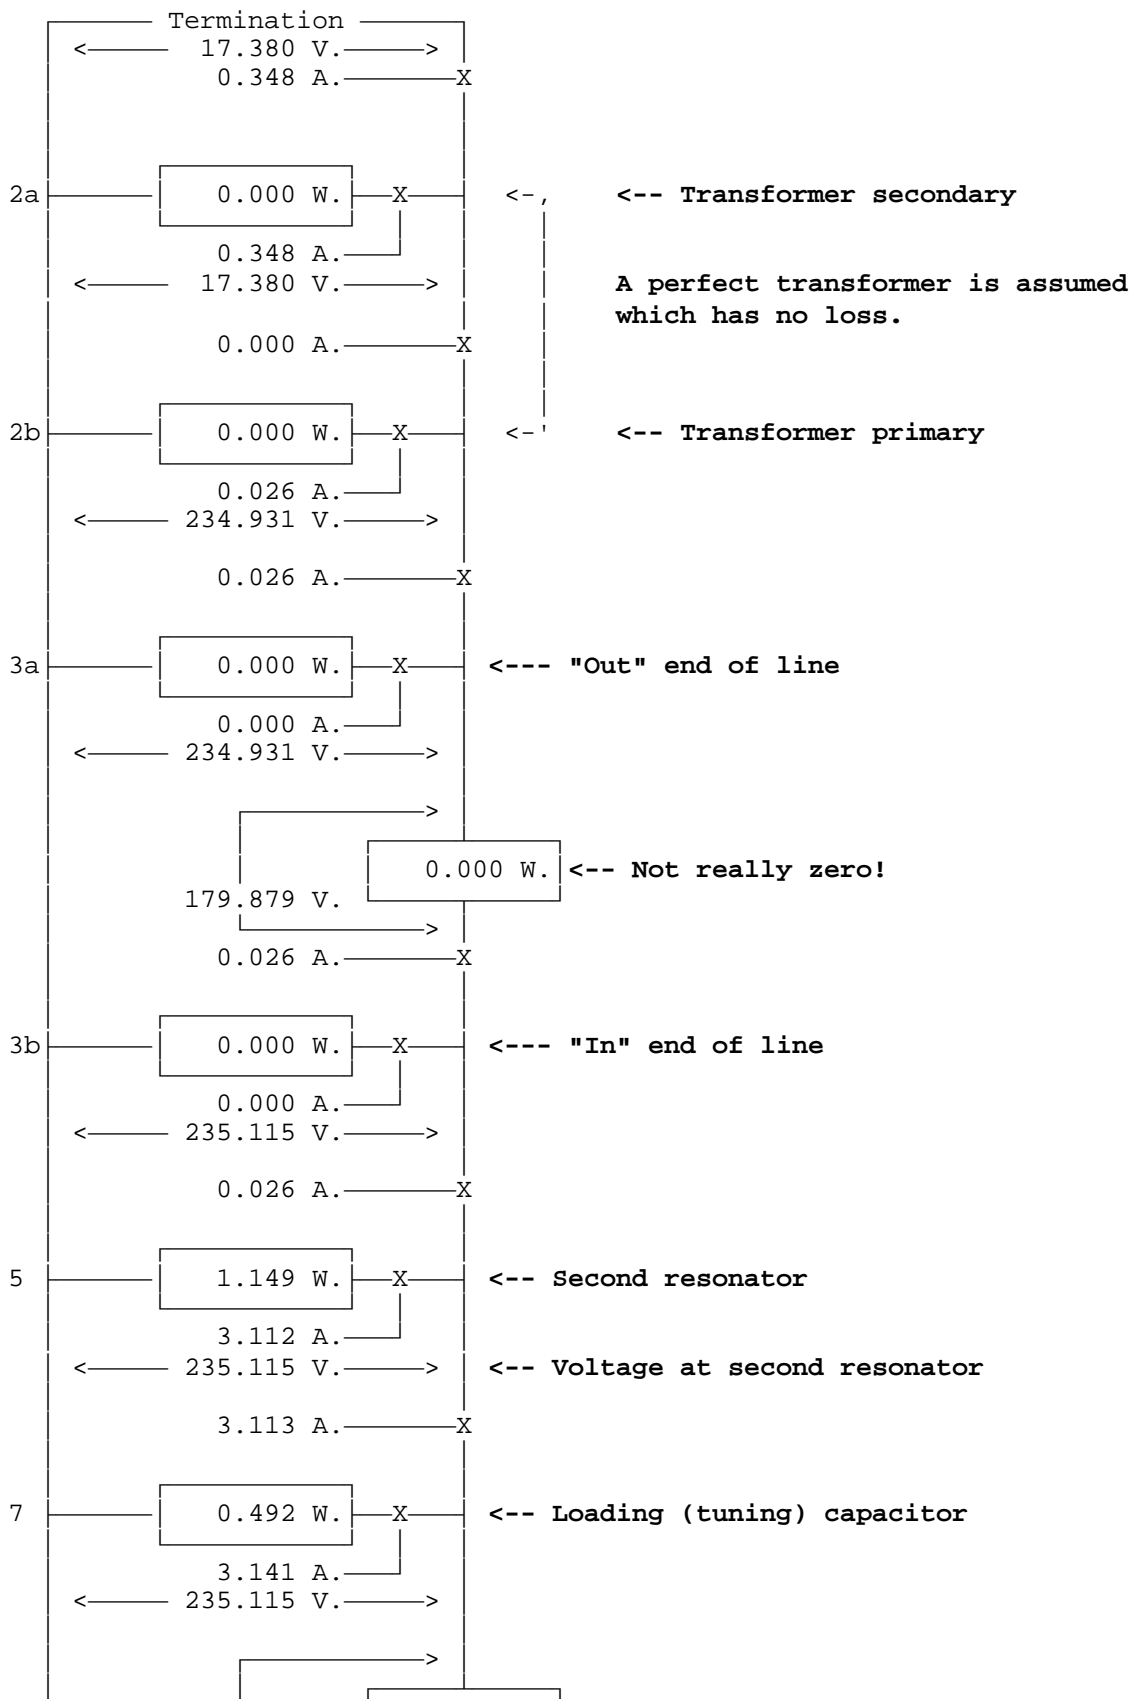 Termination
<—— 17.380 V.——>
0.348 A.——X
2a 0.000 W. X <-, <-- Transformer secondary
0.348 A.
<—— 17.380 V.——> A perfect transformer is assumed
which has no loss.
0.000 A.——X
2b 0.000 W. X <-' <-- Transformer primary
0.026 A.
<—— 234.931 V.——>
0.026 A.——X
3a 0.000 W. X <--- "Out" end of line
0.000 A.
<—— 234.931 V.——>
>
0.000 W. <-- Not really zero!
179.879 V.
>
0.026 A.——X
3b 0.000 W. X <--- "In" end of line
0.000 A.
<—— 235.115 V.——>
0.026 A.——X
5 1.149 W. X <-- Second resonator
3.112 A.
<—— 235.115 V.——> <-- Voltage at second resonator
3.113 A.——X
7 0.492 W. X <-- Loading (tuning) capacitor
3.141 A.
<—— 235.115 V.——>
>